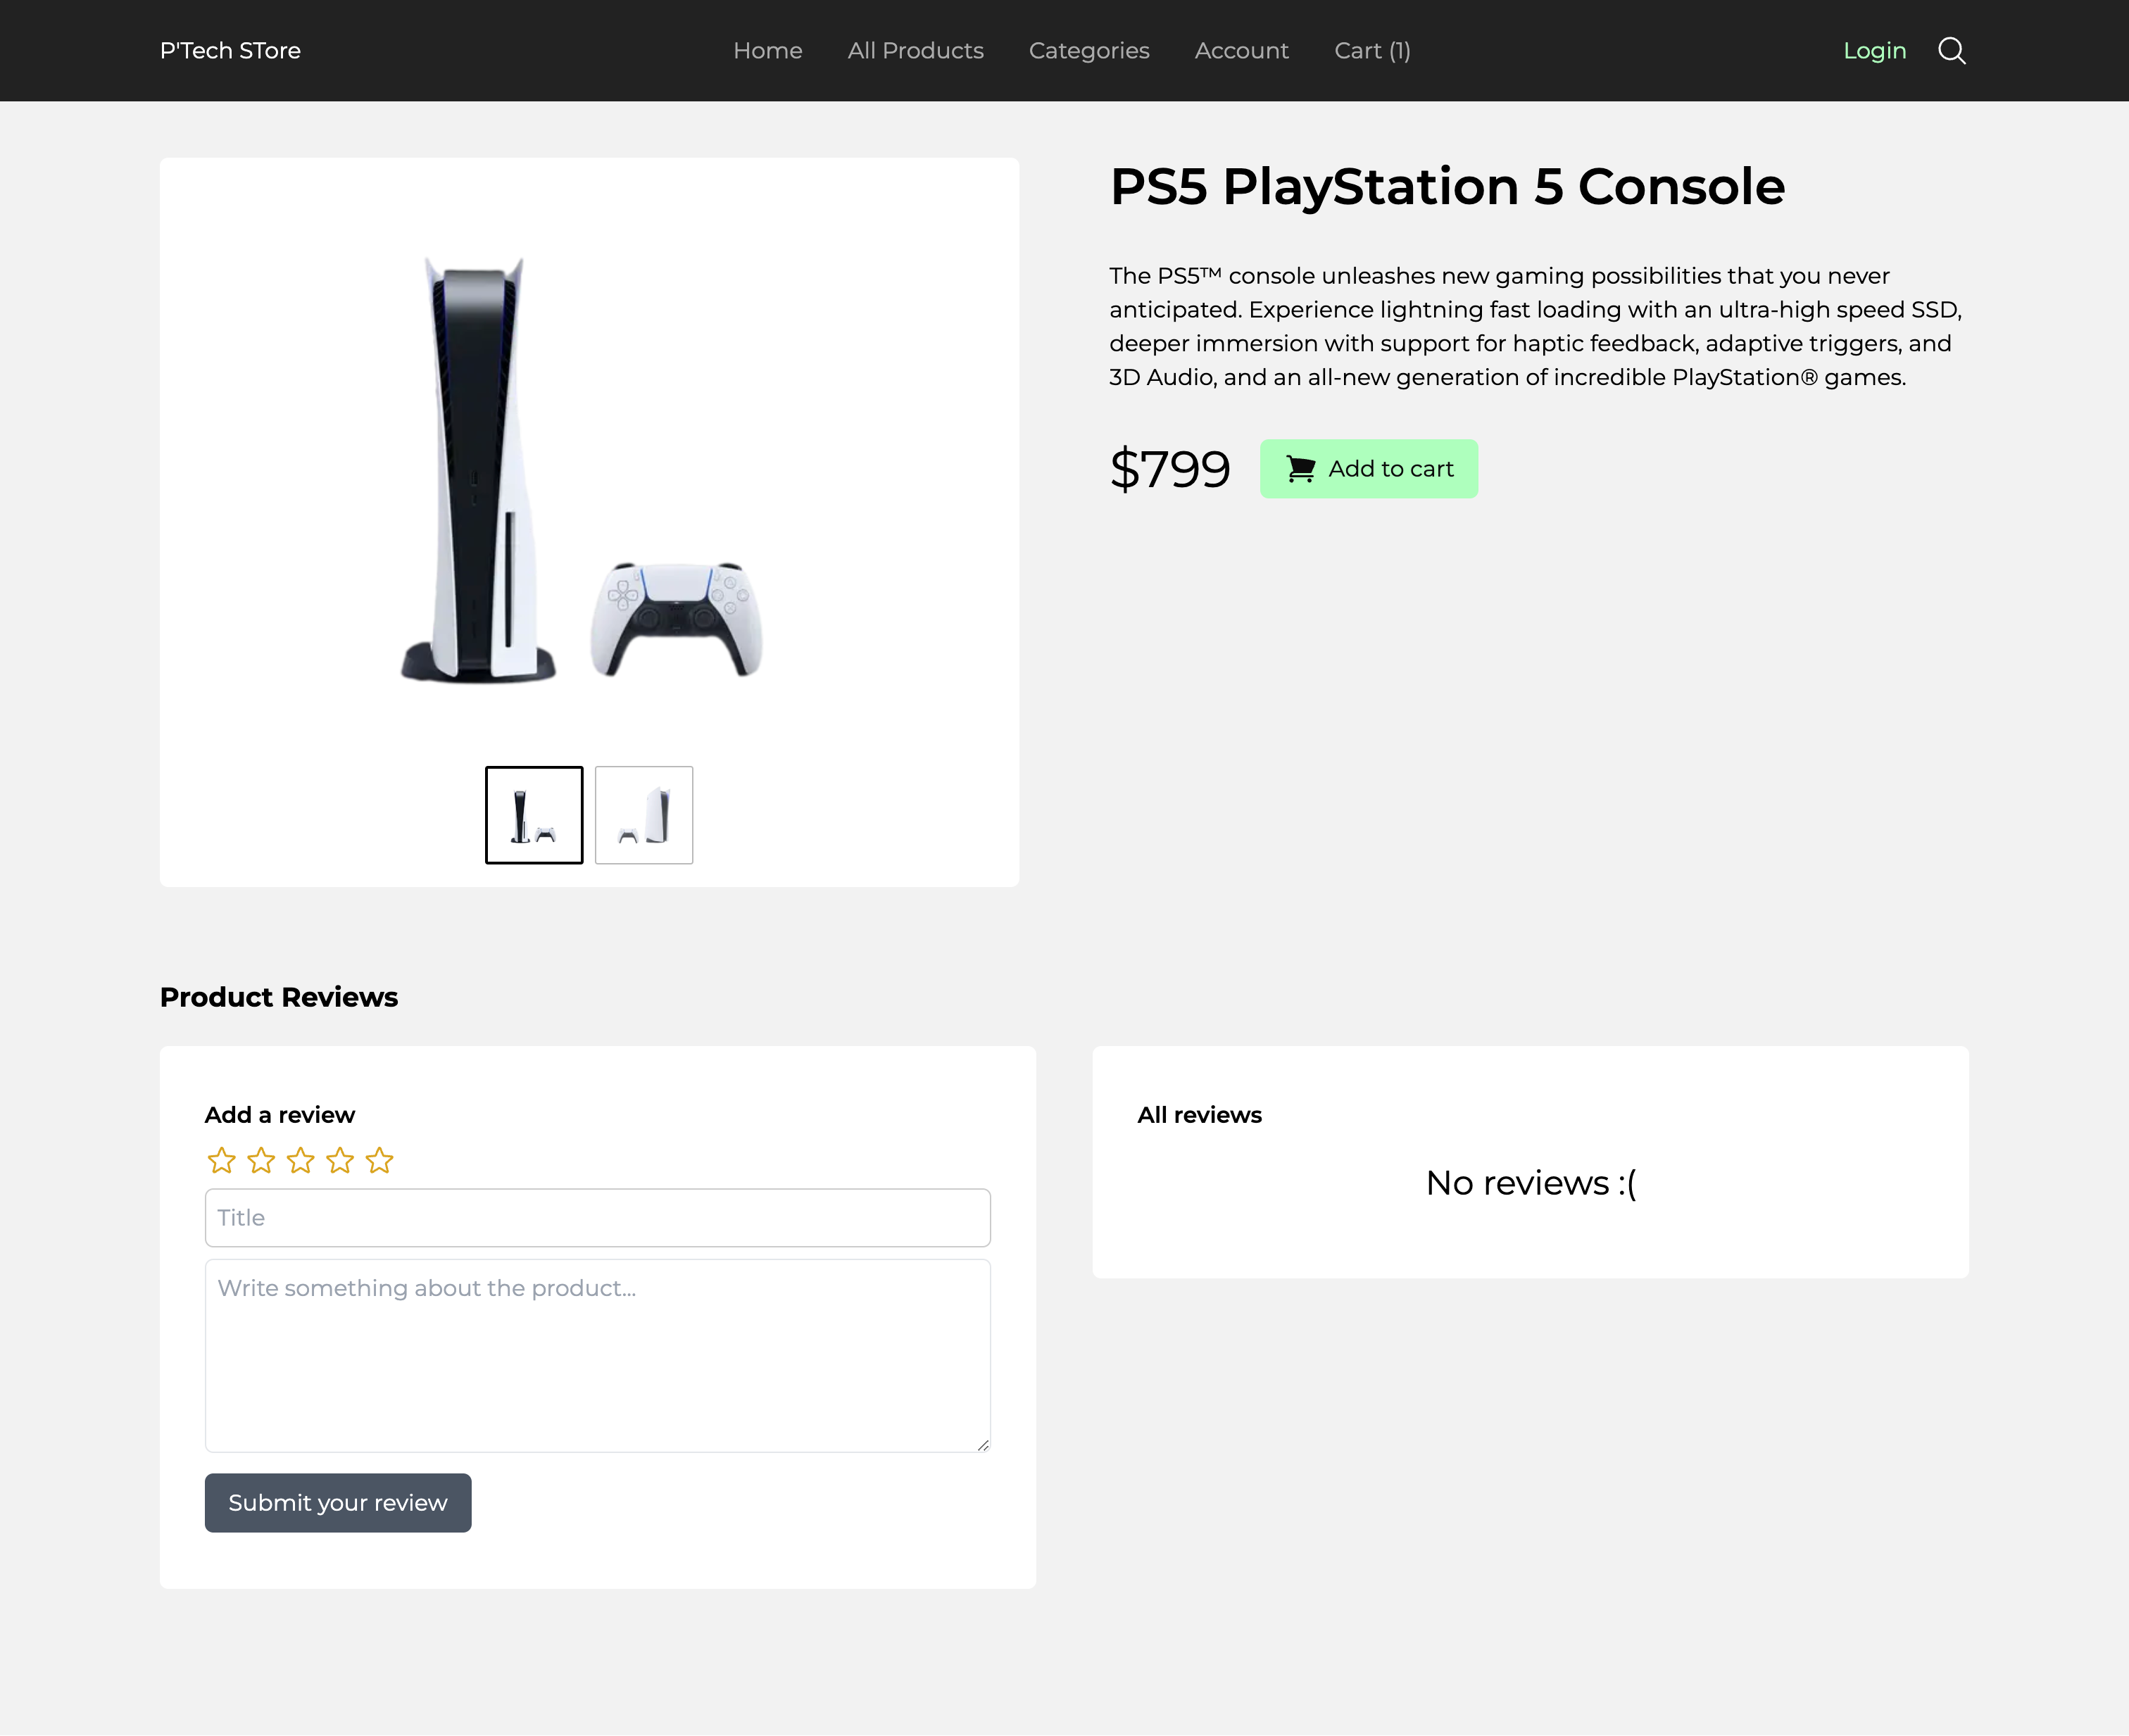 P'Tech STore
Home
All Products
Categories
Account
Cart (1)
Login
PS5 PlayStation 5 Console
The PS5™ console unleashes new gaming possibilities that you never
anticipated. Experience lightning fast loading with an ultra-high speed SSD,
deeper immersion with support for haptic feedback, adaptive triggers, and
3D Audio, and an all-new generation of incredible PlayStation® games.
$799
Add to cart
Product Reviews
Add a review
Title
Write something about the product...
Submit your review
All reviews
No reviews :(